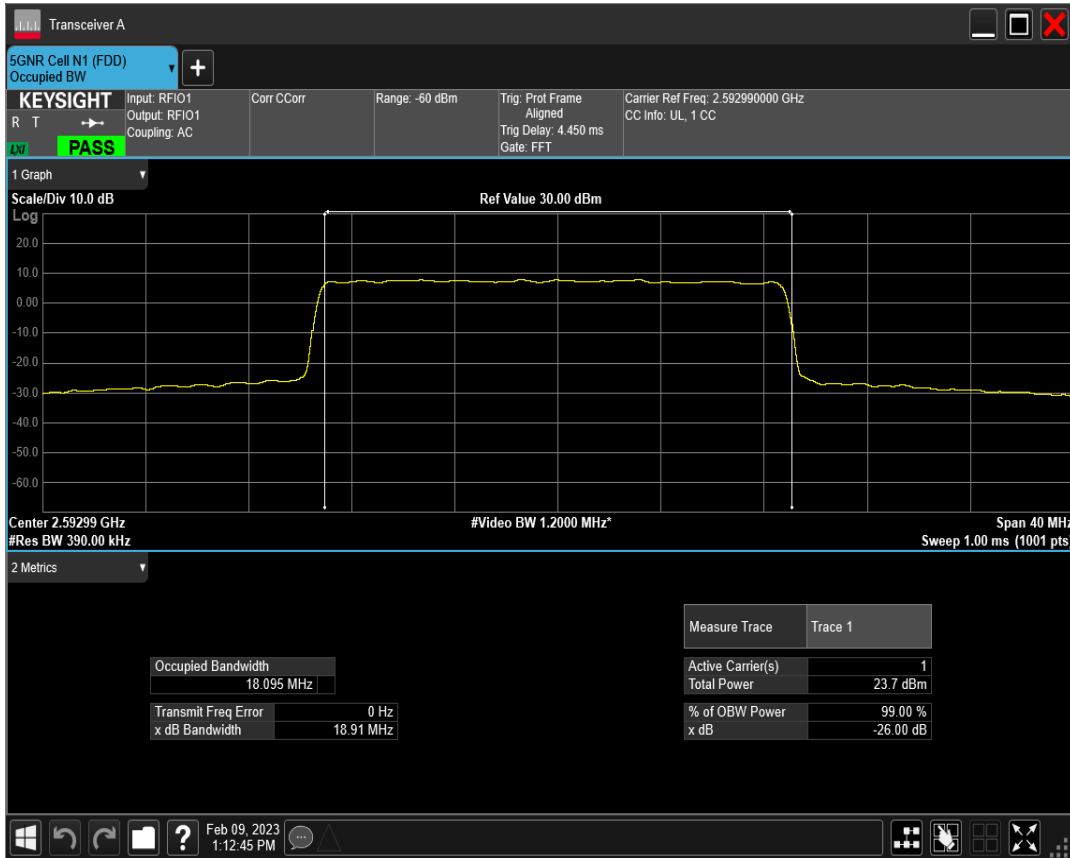 Transceiver A
5GNR Cell N1 (FDD)
Occupied BW
+
KEYSIGHT
R T
LXI
PASS
Input: RFIO1
Output: RFIO1
Coupling: AC
Corr CCorr
Range: -60 dBm
Trig: Prot Frame
Aligned
Trig Delay: 4.450 ms
Gate: FFT
Carrier Ref Freq: 2.592990000 GHz
CC Info: UL, 1 CC
1 Graph
Scale/Div 10.0 dB
Ref Value 30.00 dBm
Log
20.0
10.0
0.00
-10.0
-20.0
-30.0
-40.0
-50.0
-60.0
Center 2.59299 GHz
#Video BW 1.2000 MHz*
Span 40 MHz
#Res BW 390.00 kHz
Sweep 1.00 ms (1001 pts)
2 Metrics
Measure Trace Trace 1
Occupied Bandwidth
18.095 MHz
Active Carrier(s) 1
Total Power 23.7 dBm
Transmit Freq Error 0 Hz
x dB Bandwidth 18.91 MHz
% of OBW Power 99.00 %
x dB -26.00 dB
?
Feb 09, 2023
1:12:45 PM